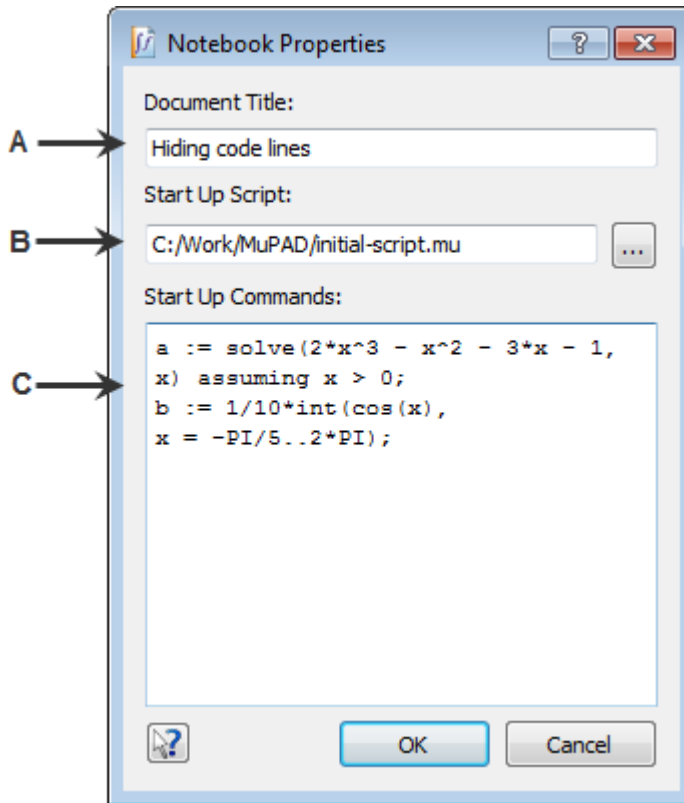 Notebook Properties
Document Title:
A
Hiding code lines
Start Up Script:
B
C:/Work/MuPAD/initial-script.mu
...
Start Up Commands:
a := solve(2*x^3 - x^2 - 3*x - 1,
C
x) assuming x > 0;
b := 1/10*int(cos(x),
x = -PI/5..2*PI);
?
OK
Cancel